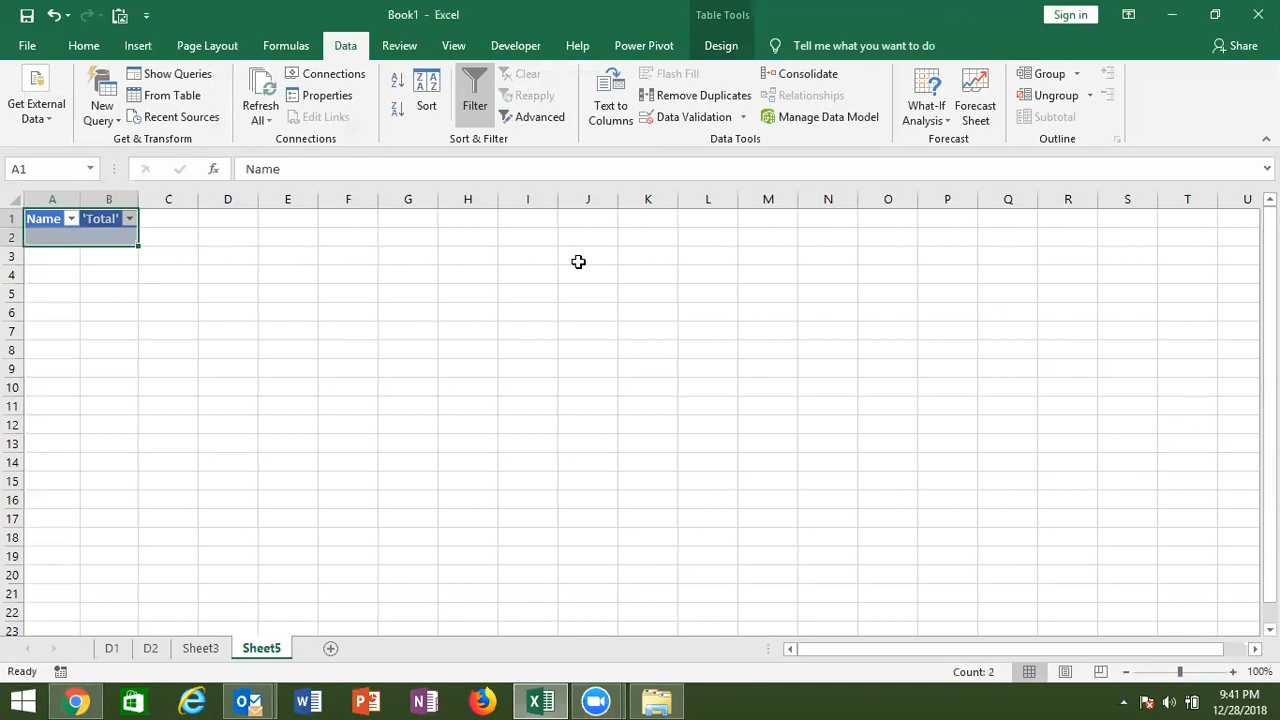 Book1 - Excel
Table Tools
Sign in
File Home Insert Page Layout Formulas Data Review View Developer Help Power Pivot Design Tell me what you want to do Share
Get External Data
New Query
Show Queries
From Table
Recent Sources
Get & Transform
Refresh All
Connections
Properties
Edit Links
Connections
Sort
Filter
Clear
Reapply
Advanced
Sort & Filter
Text to Columns
Flash Fill
Remove Duplicates
Data Validation
Consolidate
Relationships
Manage Data Model
Data Tools
What-If Analysis
Forecast Sheet
Forecast
Group
Ungroup
Subtotal
Outline
A1 fx Name
A B C D E F G H I J K L M N O P Q R S T U
1 Name 'Total'
2
3
4
5
6
7
8
9
10
11
12
13
14
15
16
17
18
19
20
21
22
23
D1 D2 Sheet3 Sheet5
Ready Count: 2 100%
9:41 PM
12/28/2018